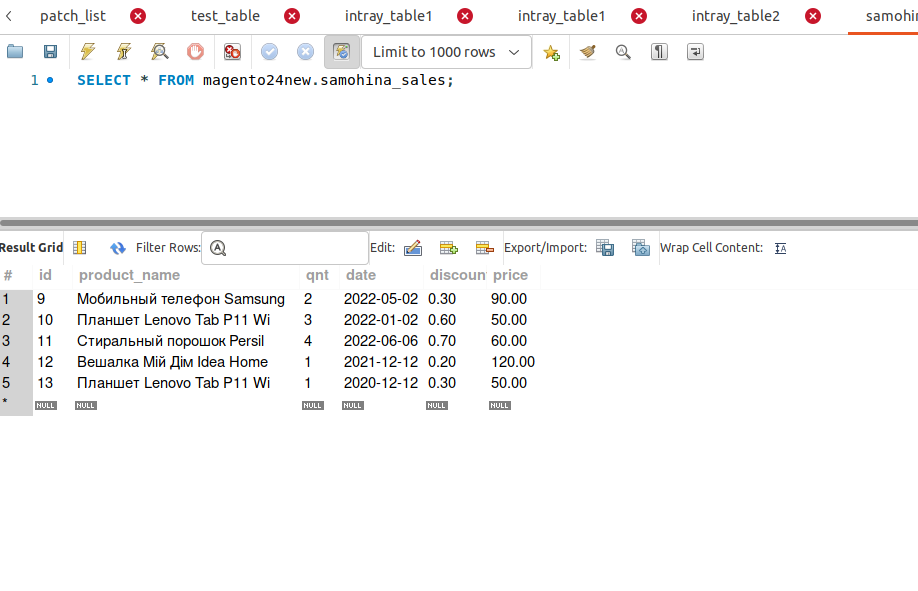 patch_list test_table intray_table1 intray_table1 intray_table2 samohi
Limit to 1000 rows
1 SELECT * FROM magento24new.samohina_sales;
Result Grid Filter Rows: Edit: Export/Import: Wrap Cell Content:
# id product_name qnt date discoun price
1 9 Мобильный телефон Samsung 2 2022-05-02 0.30 90.00
2 10 Планшет Lenovo Tab P11 Wi 3 2022-01-02 0.60 50.00
3 11 Стиральный порошок Persil 4 2022-06-06 0.70 60.00
4 12 Вешалка Мій Дім Idea Home 1 2021-12-12 0.20 120.00
5 13 Планшет Lenovo Tab P11 Wi 1 2020-12-12 0.30 50.00
* NULL NULL NULL NULL NULL NULL